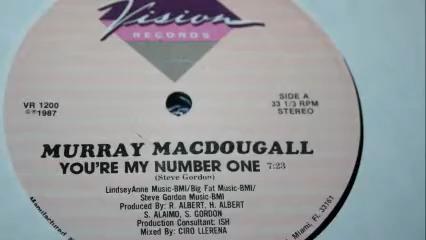 Vision
RECORDS
VR 1200
©℗1987
SIDE A
33 1/3 RPM
STEREO
MURRAY MACDOUGALL
YOU'RE MY NUMBER ONE 7:23
(Steve Gordon)
LindseyAnne Music-BMI/Big Fat Music-BMI/
Steve Gordon Music-BMI
Produced By: R. ALBERT, H. ALBERT
S. ALAIMO, S. GORDON
Production Consultant: ISH
Mixed By: CIRO LLERENA
Manufactured
Miami, FL 33161